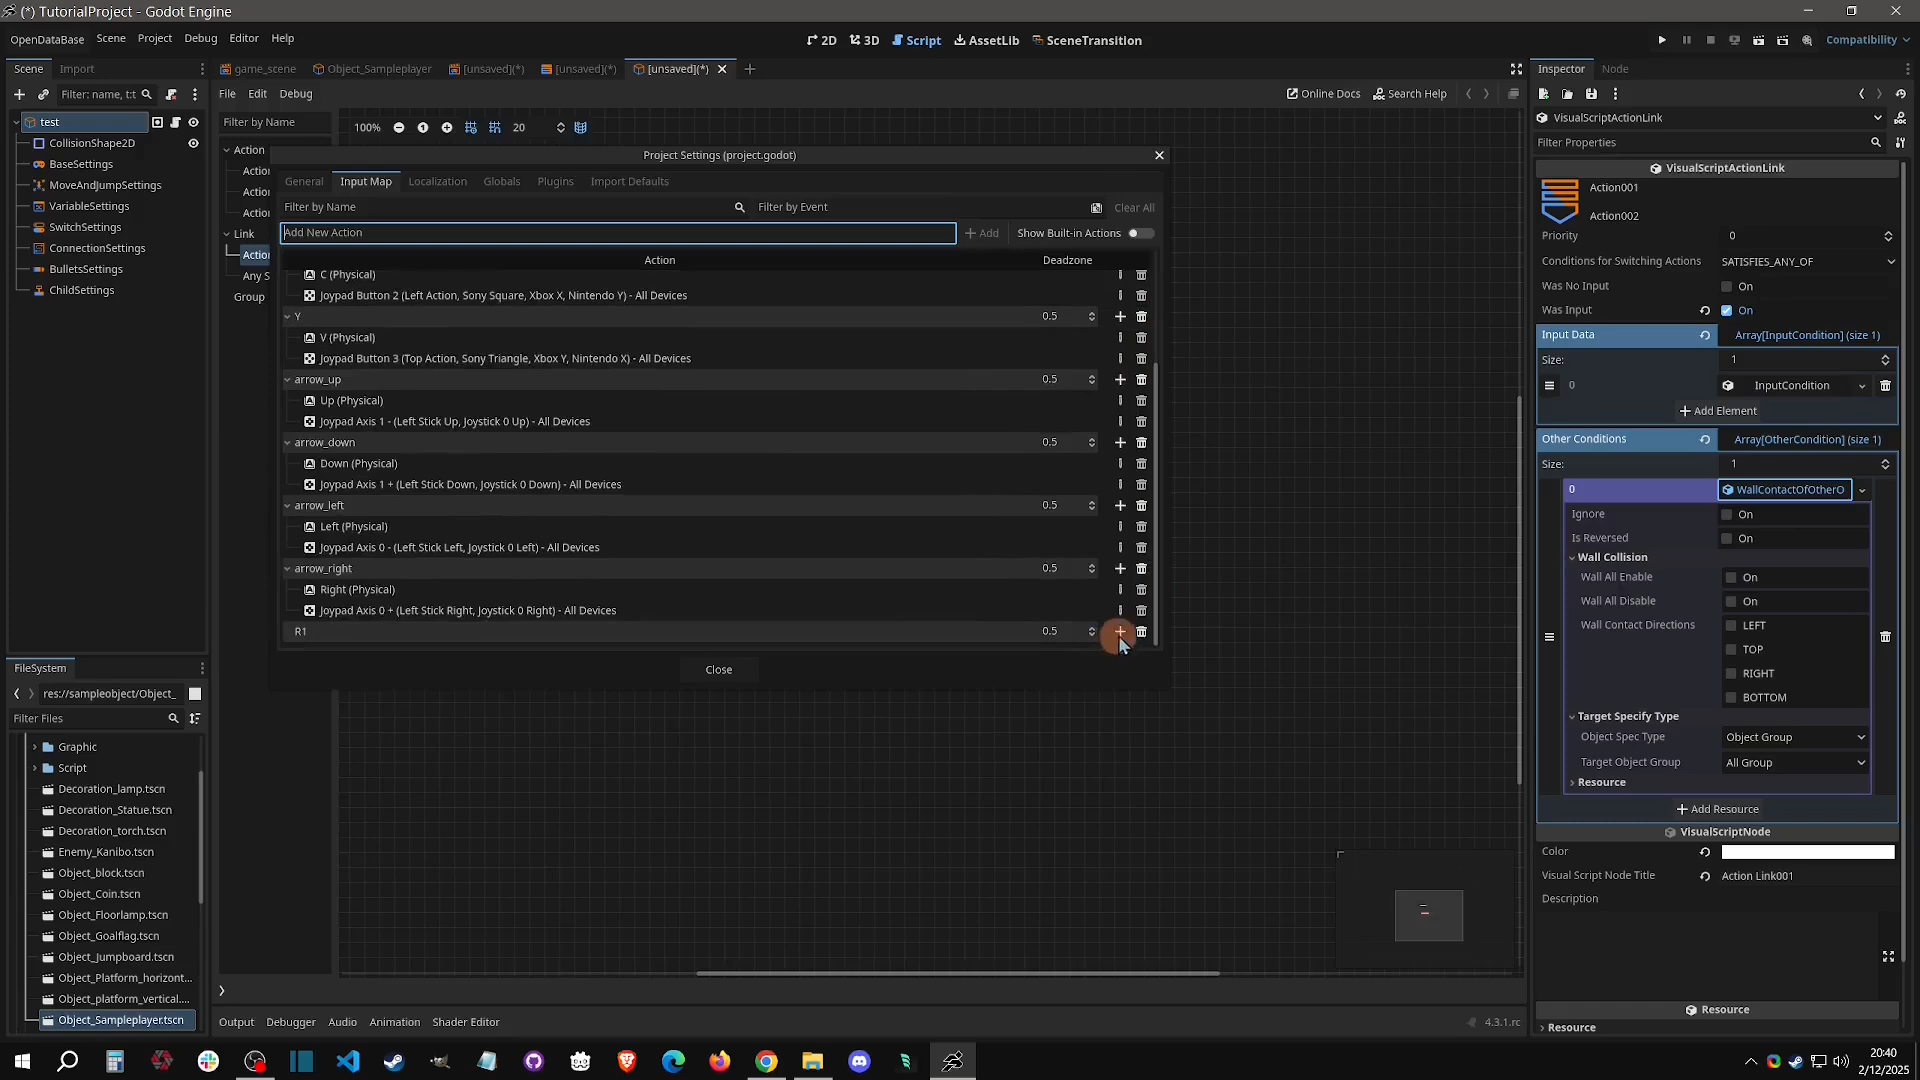 (*) TutorialProject - Godot Engine
OpenDataBase Scene Project Debug Editor Help
2D 3D Script AssetLib SceneTransition
Compatibility
Scene Import
game_scene Object_Sampleplayer [unsaved](*) [unsaved](*) [unsaved](*)
Inspector Node
Filter: name, t:t
File Edit Debug
Online Docs Search Help
VisualScriptActionLink
Filter Properties
test
CollisionShape2D
BaseSettings
MoveAndJumpSettings
VariableSettings
SwitchSettings
ConnectionSettings
BulletsSettings
ChildSettings
Filter by Name
Action
Actio
Actio
Actio
Link
Actio
Any S
Group
100% 20
Project Settings (project.godot)
General Input Map Localization Globals Plugins Import Defaults
Filter by Name Filter by Event Clear All
Add New Action Add Show Built-in Actions
Action Deadzone
C (Physical)
Joypad Button 2 (Left Action, Sony Square, Xbox X, Nintendo Y) - All Devices
Y 0.5
V (Physical)
Joypad Button 3 (Top Action, Sony Triangle, Xbox Y, Nintendo X) - All Devices
arrow_up 0.5
Up (Physical)
Joypad Axis 1 - (Left Stick Up, Joystick 0 Up) - All Devices
arrow_down 0.5
Down (Physical)
Joypad Axis 1 + (Left Stick Down, Joystick 0 Down) - All Devices
arrow_left 0.5
Left (Physical)
Joypad Axis 0 - (Left Stick Left, Joystick 0 Left) - All Devices
arrow_right 0.5
Right (Physical)
Joypad Axis 0 + (Left Stick Right, Joystick 0 Right) - All Devices
R1 0.5
Close
VisualScriptActionLink
Action001
Action002
Priority 0
Conditions for Switching Actions SATISFIES_ANY_OF
Was No Input On
Was Input On
Input Data Array[InputCondition] (size 1)
Size: 1
0 InputCondition
Add Element
Other Conditions Array[OtherCondition] (size 1)
Size: 1
0 WallContactOfOtherO
Ignore On
Is Reversed On
Wall Collision
Wall All Enable On
Wall All Disable On
Wall Contact Directions LEFT
TOP
RIGHT
BOTTOM
Target Specify Type
Object Spec Type Object Group
Target Object Group All Group
Resource
Add Resource
VisualScriptNode
Color
Visual Script Node Title Action Link001
Description
Resource
Resource
FileSystem
res://sampleobject/Object_
Filter Files
Graphic
Script
Decoration_lamp.tscn
Decoration_Statue.tscn
Decoration_torch.tscn
Enemy_Kanibo.tscn
Object_block.tscn
Object_Coin.tscn
Object_Floorlamp.tscn
Object_Goalflag.tscn
Object_Jumpboard.tscn
Object_Platform_horizont...
Object_platform_vertical....
Object_Sampleplayer.tscn
Output Debugger Audio Animation Shader Editor
4.3.1.rc
20:40
2/12/2025